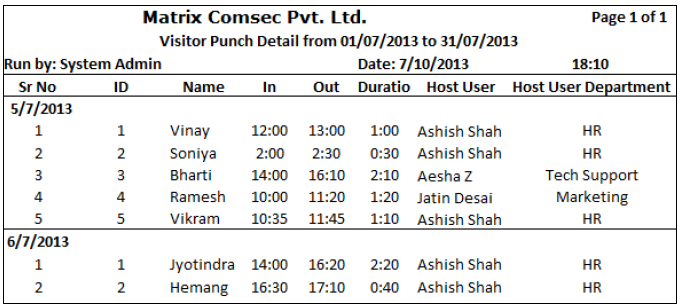 Matrix Comsec Pvt. Ltd. Page 1 of 1
Visitor Punch Detail from 01/07/2013 to 31/07/2013
Run by: System Admin Date: 7/10/2013 18:10
Sr No ID Name In Out Duratio Host User Host User Department
5/7/2013
1 1 Vinay 12:00 13:00 1:00 Ashish Shah HR
2 2 Soniya 2:00 2:30 0:30 Ashish Shah HR
3 3 Bharti 14:00 16:10 2:10 Aesha Z Tech Support
4 4 Ramesh 10:00 11:20 1:20 Jatin Desai Marketing
5 5 Vikram 10:35 11:45 1:10 Ashish Shah HR
6/7/2013
1 1 Jyotindra 14:00 16:20 2:20 Ashish Shah HR
2 2 Hemang 16:30 17:10 0:40 Ashish Shah HR